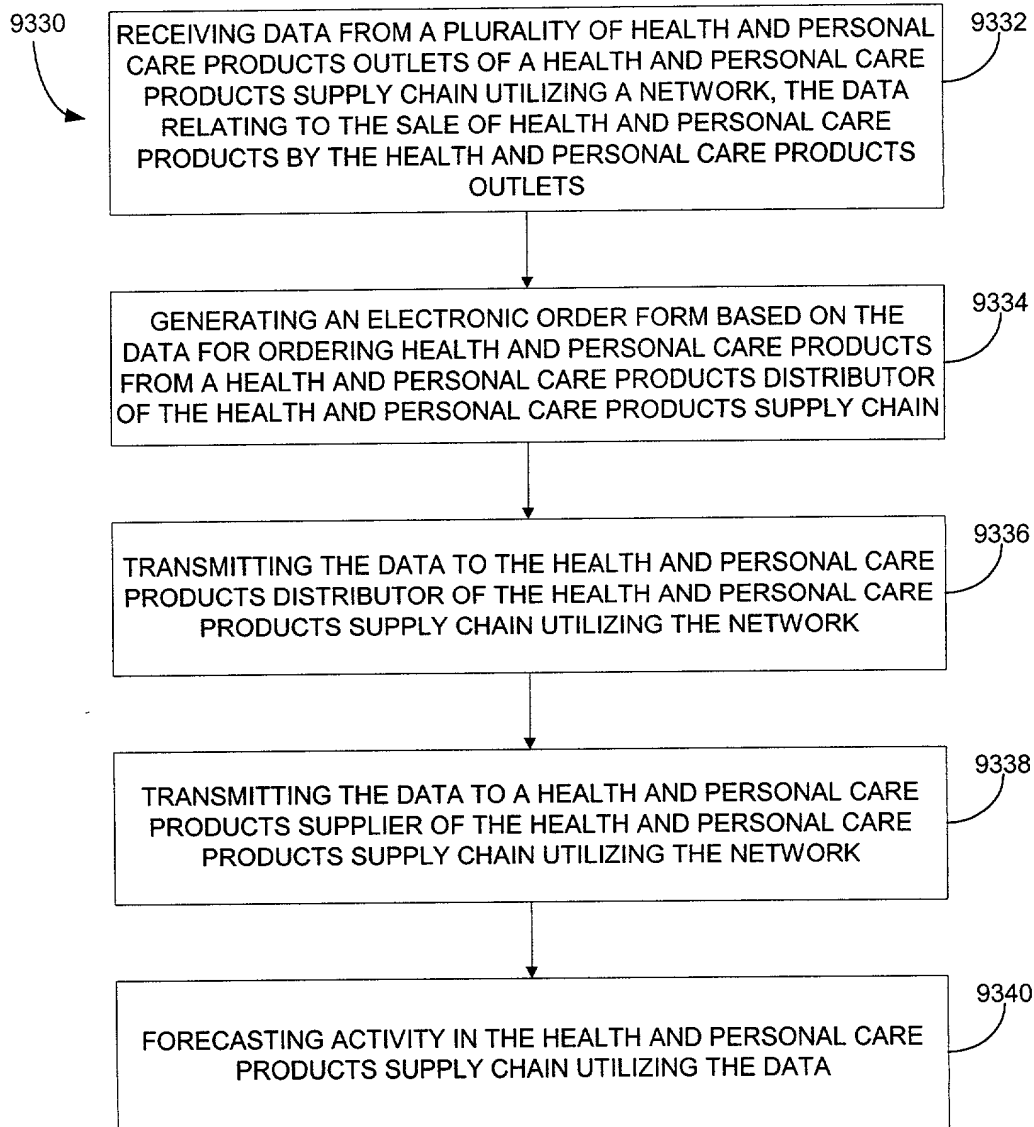 9330
RECEIVING DATA FROM A PLURALITY OF HEALTH AND PERSONAL
CARE PRODUCTS OUTLETS OF A HEALTH AND PERSONAL CARE
PRODUCTS SUPPLY CHAIN UTILIZING A NETWORK, THE DATA
RELATING TO THE SALE OF HEALTH AND PERSONAL CARE
PRODUCTS BY THE HEALTH AND PERSONAL CARE PRODUCTS
OUTLETS
9332
GENERATING AN ELECTRONIC ORDER FORM BASED ON THE
DATA FOR ORDERING HEALTH AND PERSONAL CARE PRODUCTS
FROM A HEALTH AND PERSONAL CARE PRODUCTS DISTRIBUTOR
OF THE HEALTH AND PERSONAL CARE PRODUCTS SUPPLY CHAIN
9334
TRANSMITTING THE DATA TO THE HEALTH AND PERSONAL CARE
PRODUCTS DISTRIBUTOR OF THE HEALTH AND PERSONAL CARE
PRODUCTS SUPPLY CHAIN UTILIZING THE NETWORK
9336
TRANSMITTING THE DATA TO A HEALTH AND PERSONAL CARE
PRODUCTS SUPPLIER OF THE HEALTH AND PERSONAL CARE
PRODUCTS SUPPLY CHAIN UTILIZING THE NETWORK
9338
FORECASTING ACTIVITY IN THE HEALTH AND PERSONAL CARE
PRODUCTS SUPPLY CHAIN UTILIZING THE DATA
9340